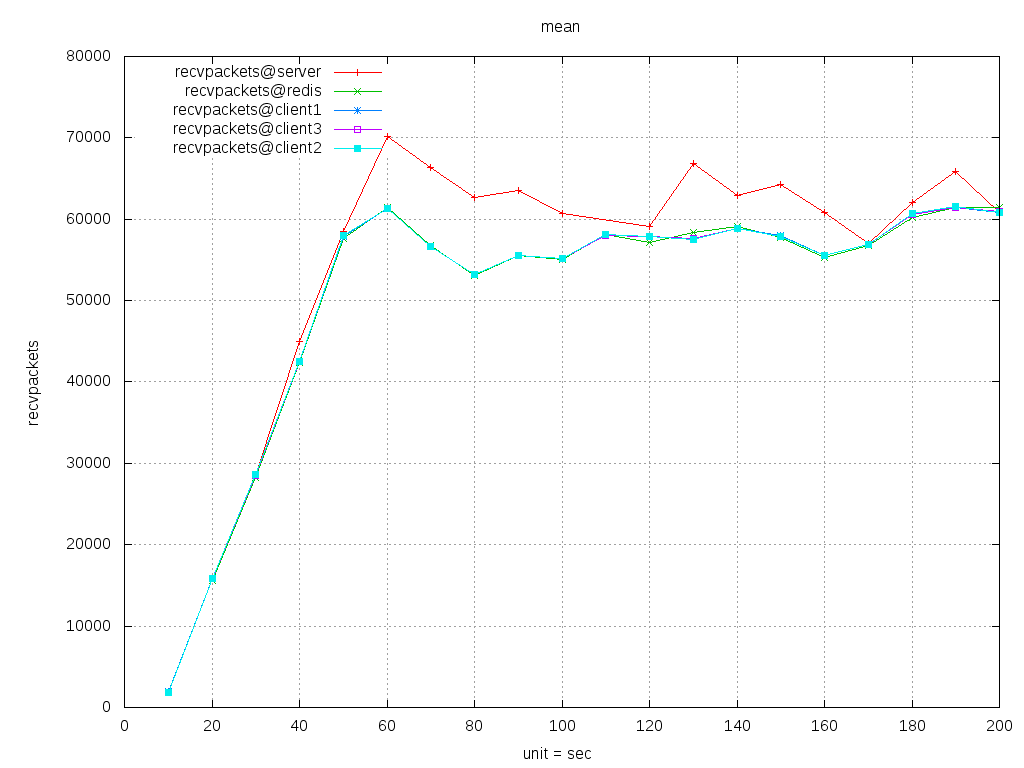 mean
80000
70000
60000
50000
40000
30000
20000
10000
0
recvpackets
recvpackets@server
recvpackets@redis
recvpackets@client1
recvpackets@client3
recvpackets@client2
0 20 40 60 80 100 120 140 160 180 200
unit = sec